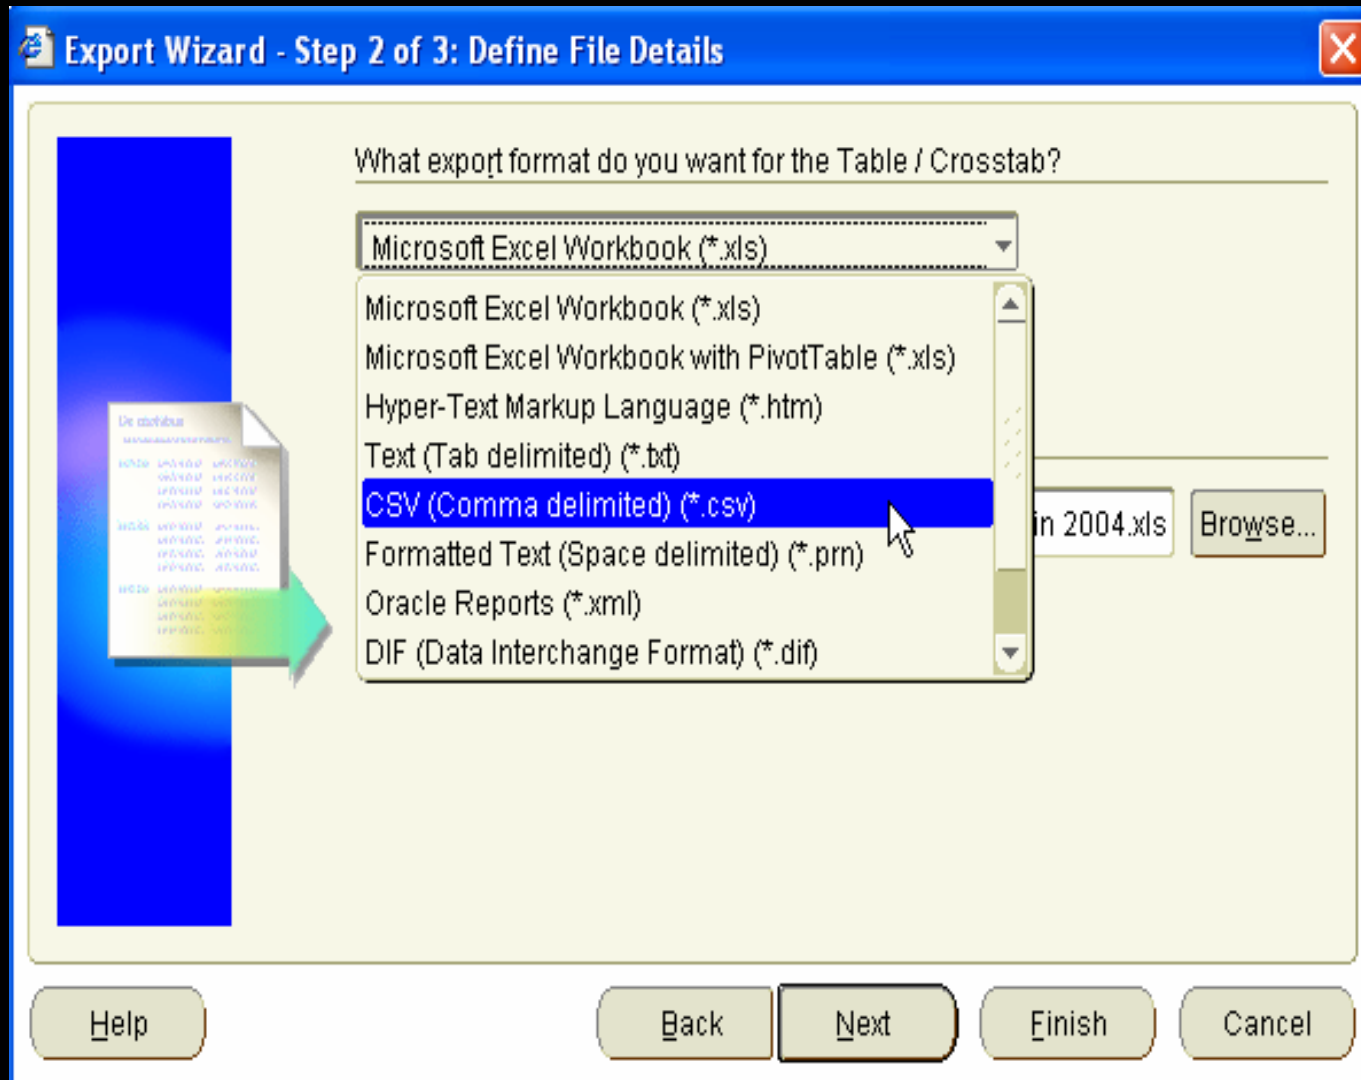 Export Wizard - Step 2 of 3: Define File Details
What export format do you want for the Table / Crosstab?
Microsoft Excel Workbook (*.xls)
Microsoft Excel Workbook (*.xls)
Microsoft Excel Workbook with PivotTable (*.xls)
Hyper-Text Markup Language (*.htm)
Text (Tab delimited) (*.txt)
CSV (Comma delimited) (*.csv)
in 2004.xls Browse...
Formatted Text (Space delimited) (*.prn)
Oracle Reports (*.xml)
DIF (Data Interchange Format) (*.dif)
Help Back Next Finish Cancel